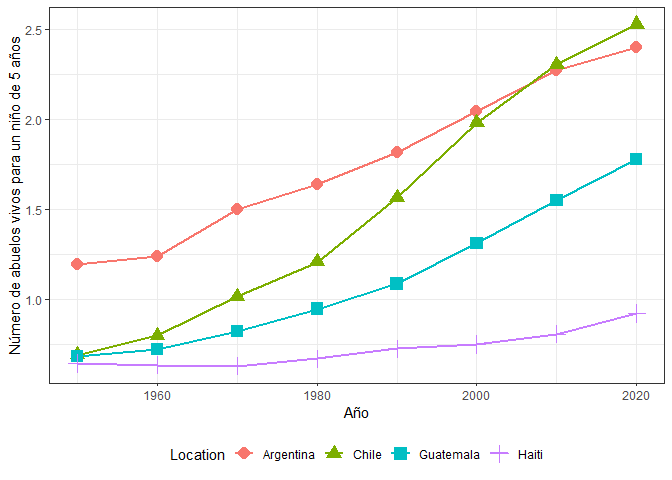 Número de abuelos vivos para un niño de 5 años
2.5
2.0
1.5
1.0
1960 1980 2000 2020
Año
Location Argentina Chile Guatemala Haiti